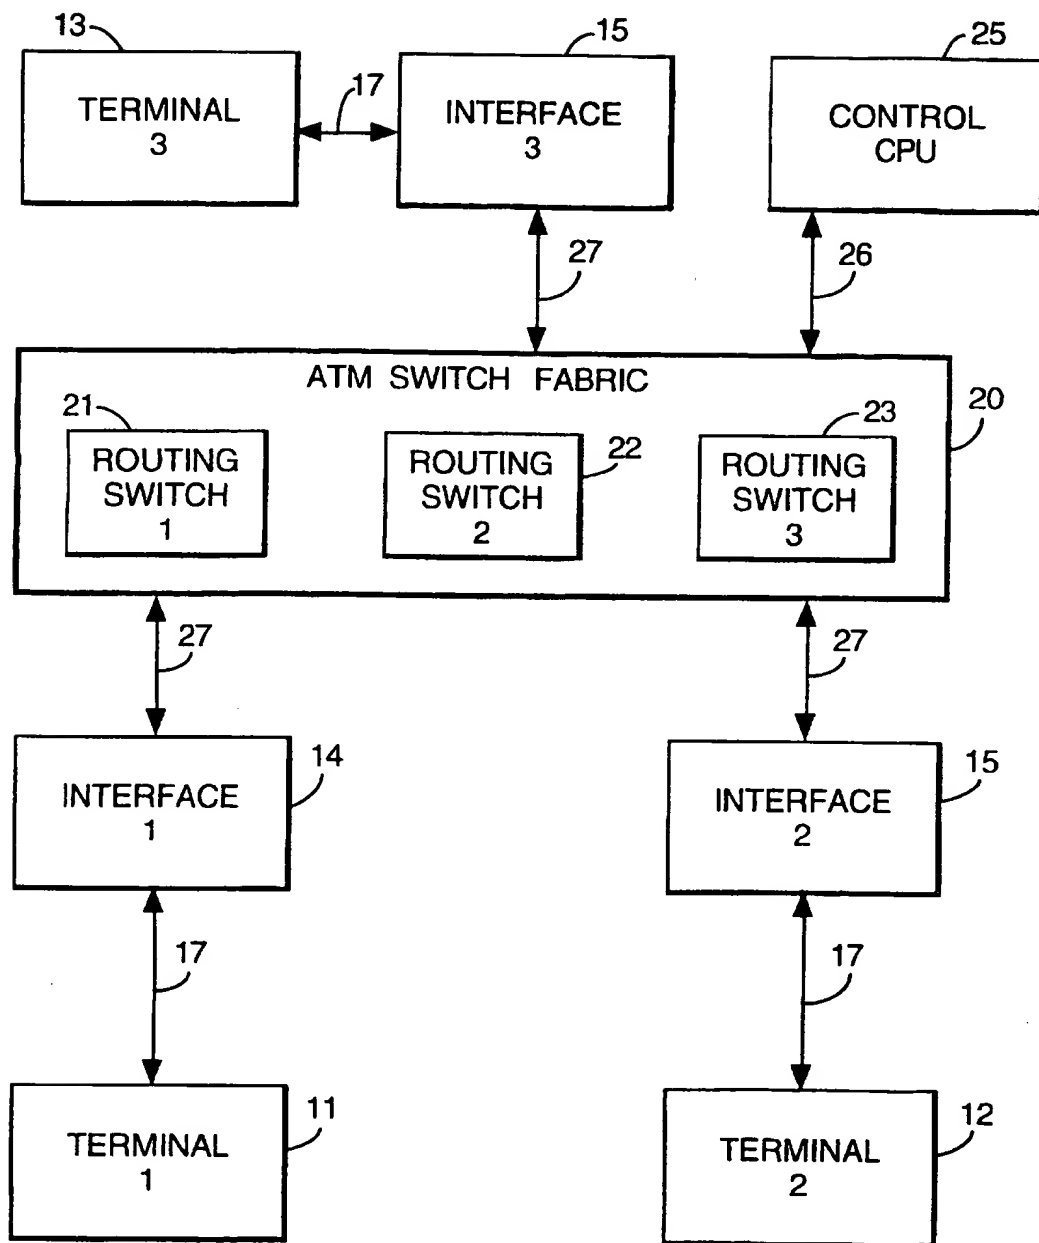 13
15
25
TERMINAL
3
17
INTERFACE
3
CONTROL
CPU
27
26
ATM SWITCH FABRIC
20
21
ROUTING
SWITCH
1
22
ROUTING
SWITCH
2
23
ROUTING
SWITCH
3
27
27
14
INTERFACE
1
15
INTERFACE
2
17
17
11
TERMINAL
1
12
TERMINAL
2